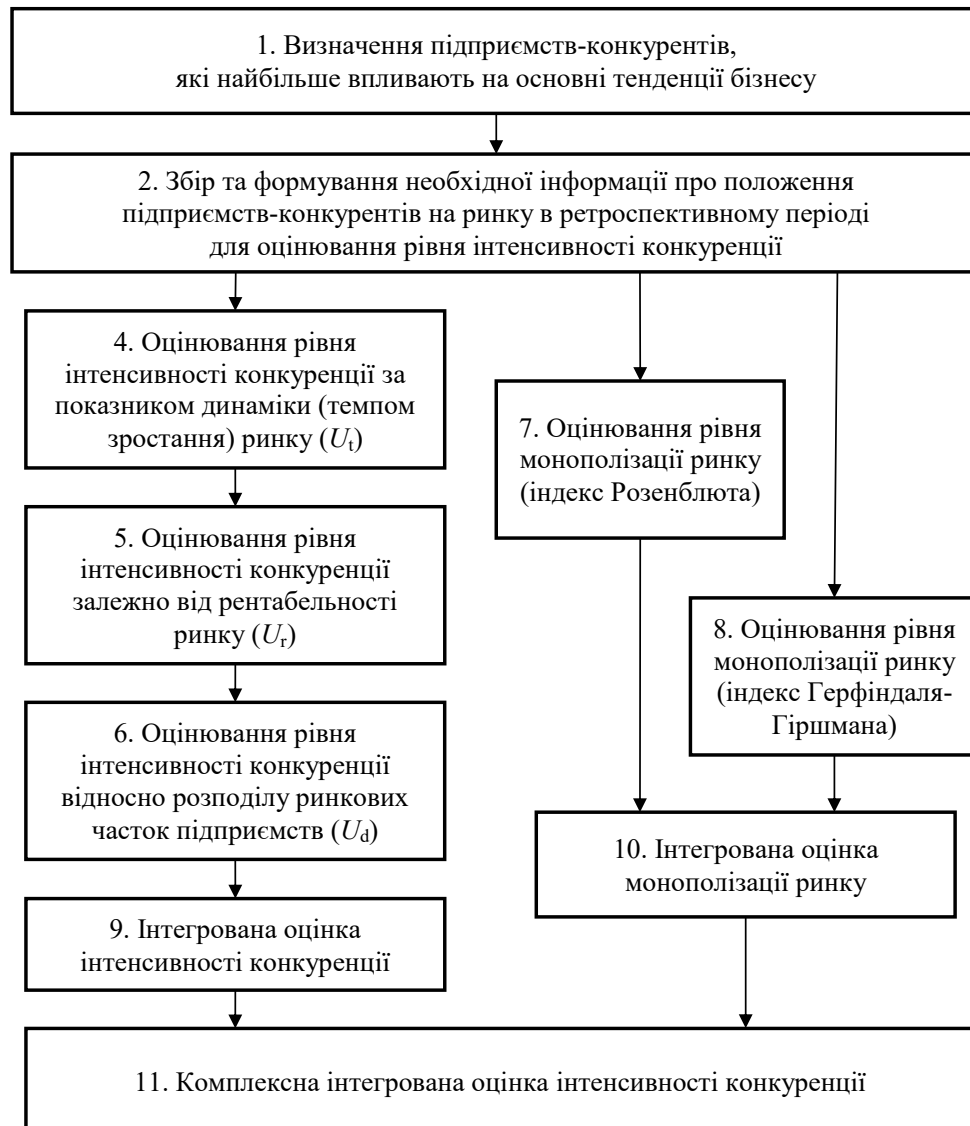 1. Визначення підприємств-конкурентів,
які найбільше впливають на основні тенденції бізнесу
2. Збір та формування необхідної інформації про положення
підприємств-конкурентів на ринку в ретроспективному періоді
для оцінювання рівня інтенсивності конкуренції
4. Оцінювання рівня
інтенсивності конкуренції за
показником динаміки (темпом
зростання) ринку (Ut)
5. Оцінювання рівня
інтенсивності конкуренції
залежно від рентабельності
ринку (Ur)
6. Оцінювання рівня
інтенсивності конкуренції
відносно розподілу ринкових
часток підприємств (Ud)
9. Інтегрована оцінка
інтенсивності конкуренції
7. Оцінювання рівня
монополізації ринку
(індекс Розенблюта)
8. Оцінювання рівня
монополізації ринку
(індекс Герфіндаля-
Гіршмана)
10. Інтегрована оцінка
монополізації ринку
11. Комплексна інтегрована оцінка інтенсивності конкуренції